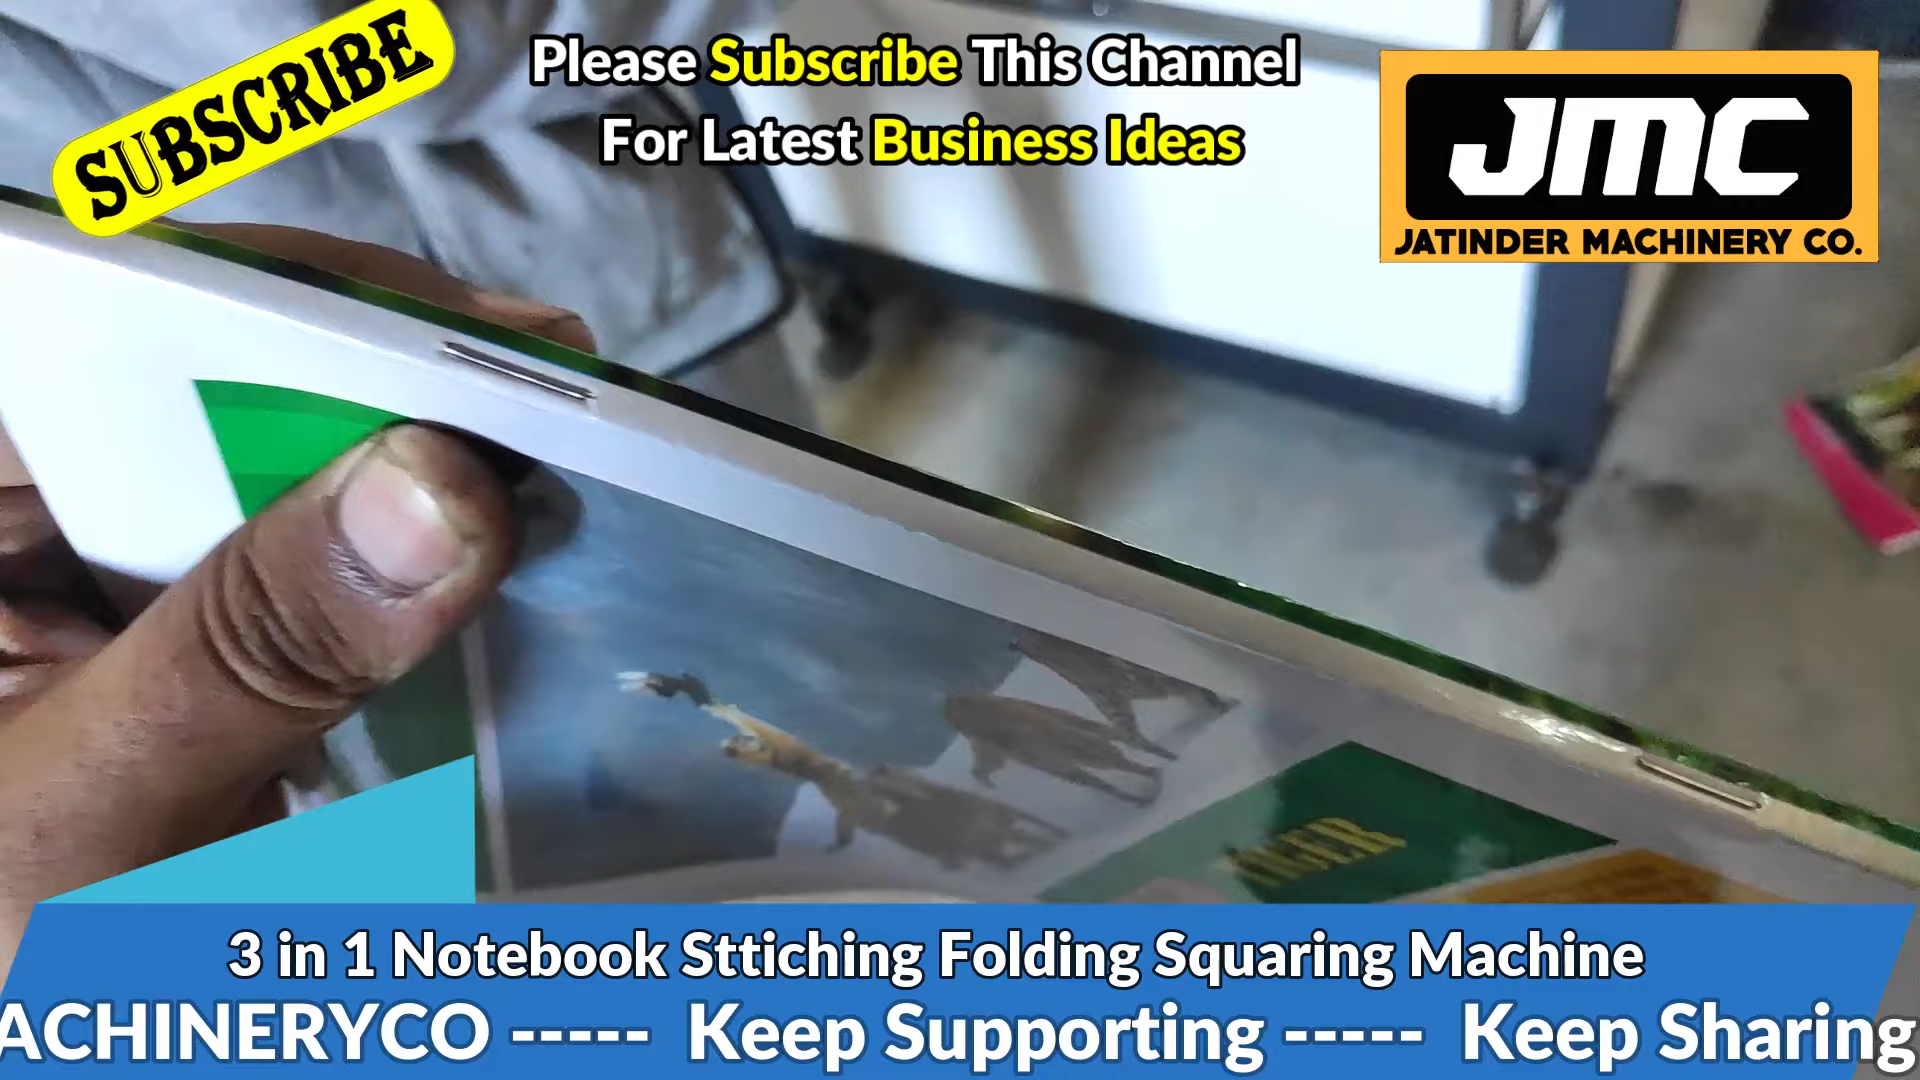 SUBSCRIBE
Please Subscribe This Channel
For Latest Business Ideas
JMC
JATINDER MACHINERY CO.
3 in 1 Notebook Sttiching Folding Squaring Machine
ACHINERYCO ----- Keep Supporting ----- Keep Sharing